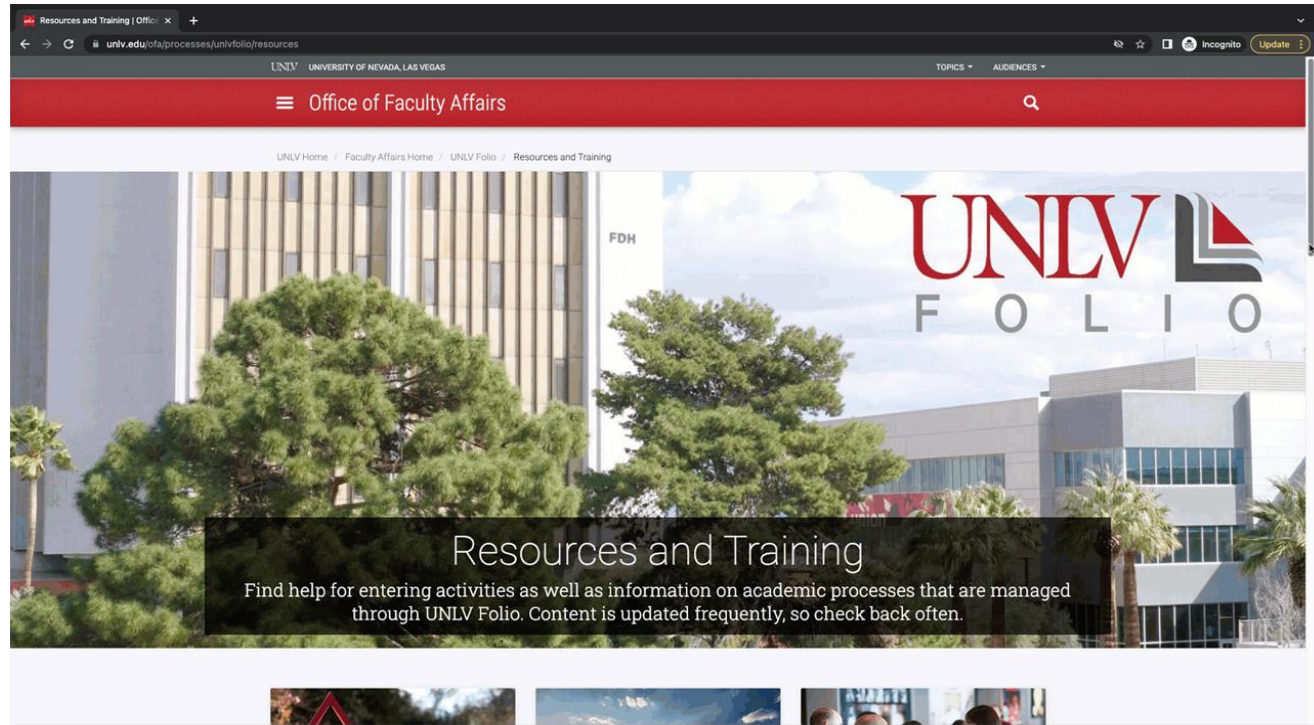 Resources and Training | Offic
unlv.edu/ofa/processes/unlvfolio/resources
Incognito
Update
UNLV UNIVERSITY OF NEVADA, LAS VEGAS
TOPICS
AUDIENCES
Office of Faculty Affairs
UNLV Home / Faculty Affairs Home / UNLV Folio / Resources and Training
FDH
UNLV
FOLIO
Resources and Training
Find help for entering activities as well as information on academic processes that are managed
through UNLV Folio. Content is updated frequently, so check back often.